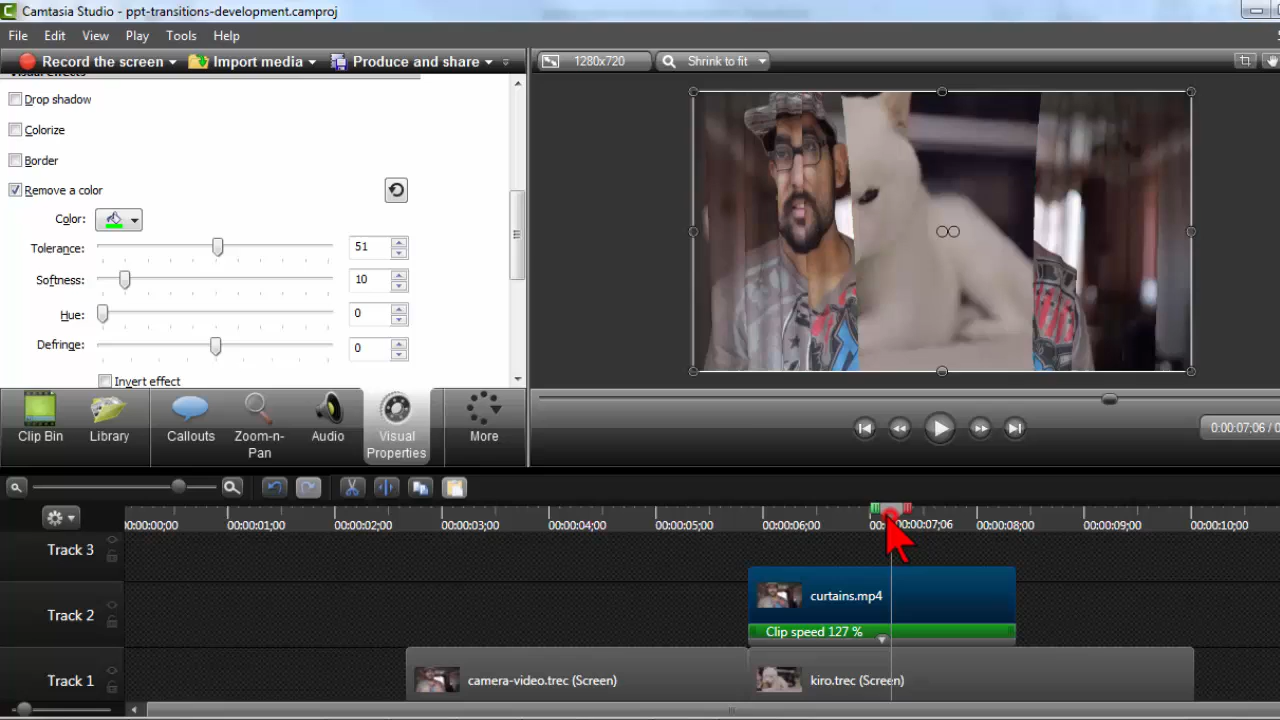 Camtasia Studio - ppt-transitions-development.camproj
File Edit View Play Tools Help
Record the screen Import media Produce and share
1280x720 Shrink to fit
Visual Effects
Drop shadow
Colorize
Border
Remove a color
Color:
Tolerance: 51
Softness: 10
Hue: 0
Defringe: 0
Invert effect
Clip Bin Library Callouts Zoom-n-Pan Audio Visual Properties More
0:00:07;06 / 0
0:00:00;00 00:00:01;00 00:00:02;00 00:00:03;00 00:00:04;00 00:00:05;00 00:00:06;00 00:00:07;06 00:00:08;00 00:00:09;00 00:00:10;00
Track 3
Track 2 curtains.mp4
Clip speed 127 %
Track 1 camera-video.trec (Screen) kiro.trec (Screen)